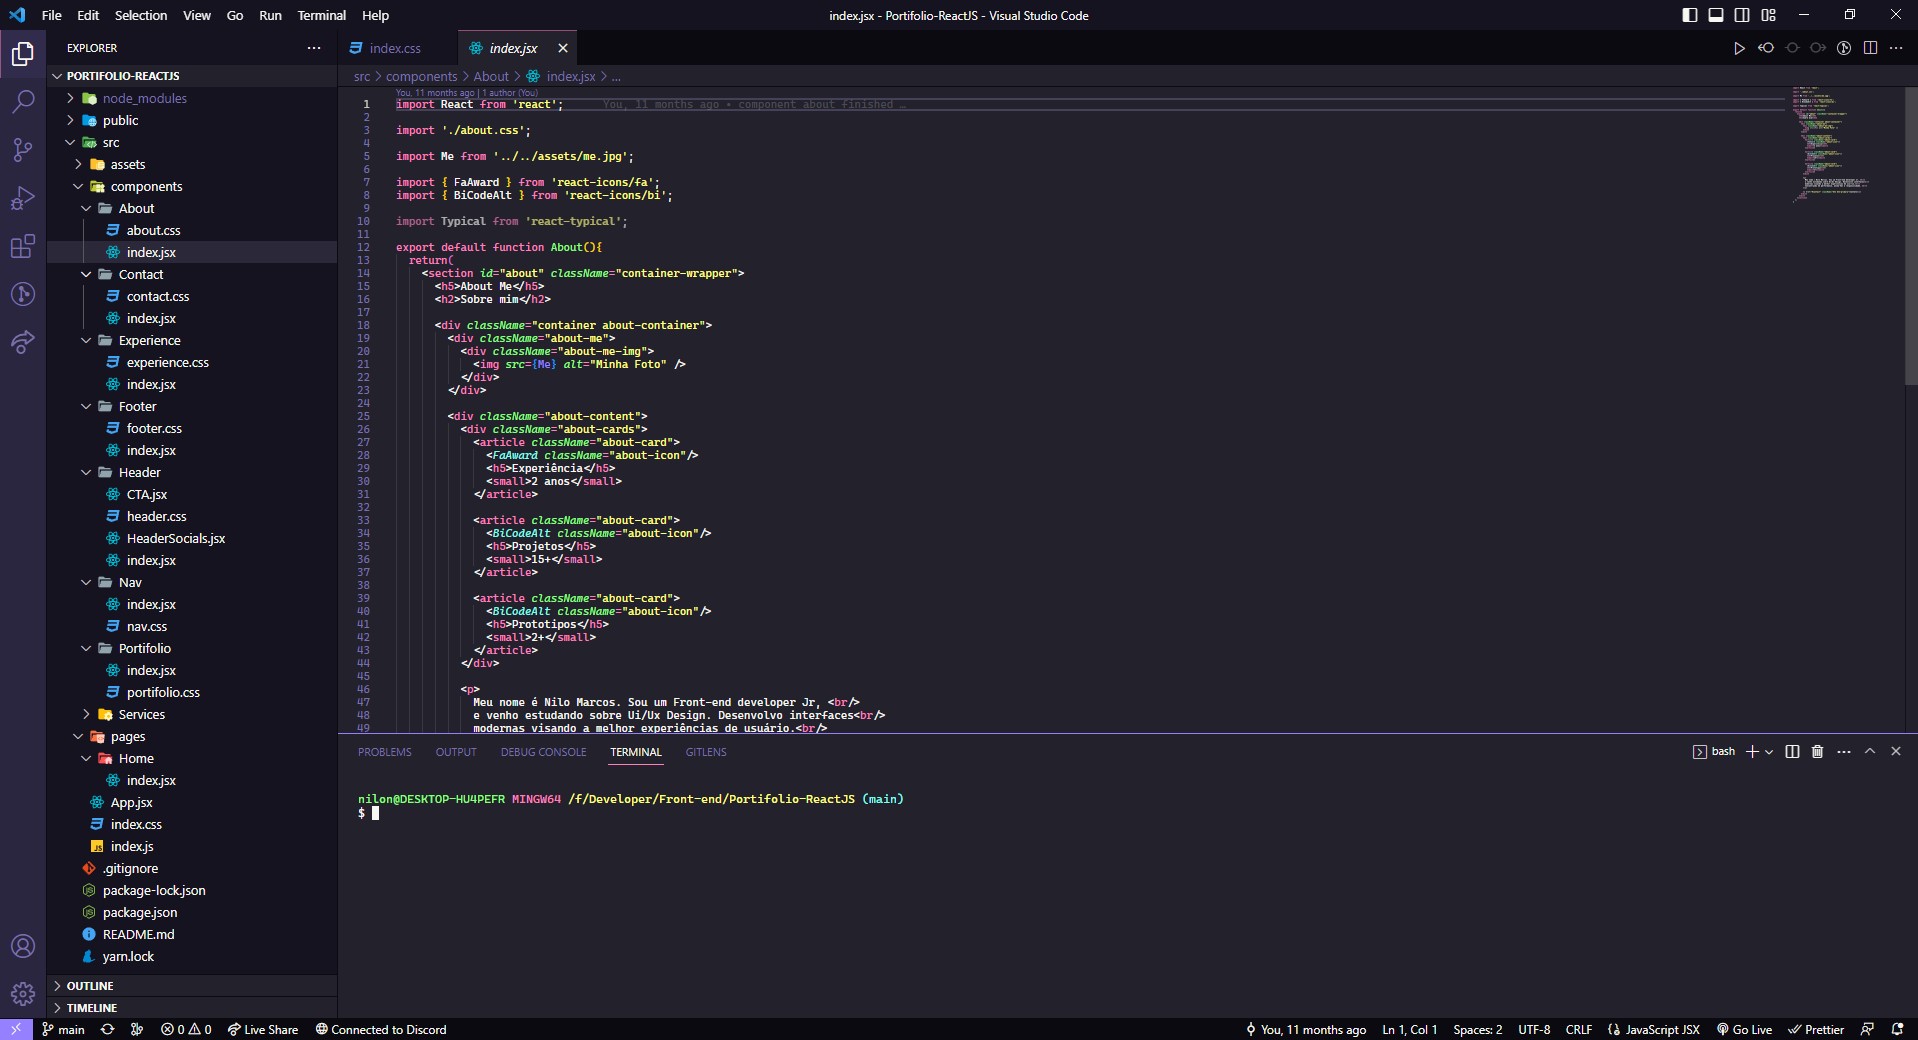 File Edit Selection View Go Run Terminal Help
index.jsx - Portifolio-ReactJS - Visual Studio Code
EXPLORER
PORTIFOLIO-REACTJS
node_modules
public
src
assets
components
About
about.css
index.jsx
Contact
contact.css
index.jsx
Experience
experience.css
index.jsx
Footer
footer.css
index.jsx
Header
CTA.jsx
header.css
HeaderSocials.jsx
index.jsx
Nav
index.jsx
nav.css
Portifolio
index.jsx
portifolio.css
Services
pages
Home
index.jsx
App.jsx
index.css
JS index.js
.gitignore
package-lock.json
package.json
README.md
yarn.lock
OUTLINE
TIMELINE
index.css index.jsx
src > components > About > index.jsx > ...
You, 11 months ago | 1 author (You)
1 import React from 'react'; You, 11 months ago • component about finished …
2
3 import './about.css';
4
5 import Me from '../../assets/me.jpg';
6
7 import { FaAward } from 'react-icons/fa';
8 import { BiCodeAlt } from 'react-icons/bi';
9
10 import Typical from 'react-typical';
11
12 export default function About(){
13 return(
14 <section id="about" className="container-wrapper">
15 <h5>About Me</h5>
16 <h2>Sobre mim</h2>
17
18 <div className="container about-container">
19 <div className="about-me">
20 <div className="about-me-img">
21 <img src={Me} alt="Minha Foto" />
22 </div>
23 </div>
24
25 <div className="about-content">
26 <div className="about-cards">
27 <article className="about-card">
28 <FaAward className="about-icon"/>
29 <h5>Experiência</h5>
30 <small>2 anos</small>
31 </article>
32
33 <article className="about-card">
34 <BiCodeAlt className="about-icon"/>
35 <h5>Projetos</h5>
36 <small>15+</small>
37 </article>
38
39 <article className="about-card">
40 <BiCodeAlt className="about-icon"/>
41 <h5>Prototipos</h5>
42 <small>2+</small>
43 </article>
44 </div>
45
46 <p>
47 Meu nome é Nilo Marcos. Sou um Front-end developer Jr, <br/>
48 e venho estudando sobre Ui/Ux Design. Desenvolvo interfaces<br/>
49 modernas visando a melhor experiências de usuário.<br/>
PROBLEMS OUTPUT DEBUG CONSOLE TERMINAL GITLENS
bash
nilon@DESKTOP-HU4PEFR MINGW64 /f/Developer/Front-end/Portifolio-ReactJS (main)
$
main 0 0 Live Share Connected to Discord
You, 11 months ago Ln 1, Col 1 Spaces: 2 UTF-8 CRLF JavaScript JSX Go Live Prettier